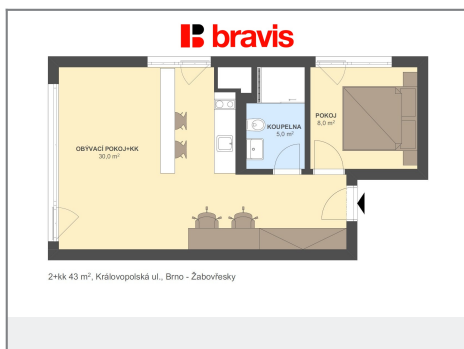 bravis
POKOJ
8,0 m²
KOUPELNA
5,0 m²
OBÝVACÍ POKOJ+KK
30,0 m²
2+kk 43 m², Královopolská ul., Brno - Žabovřesky